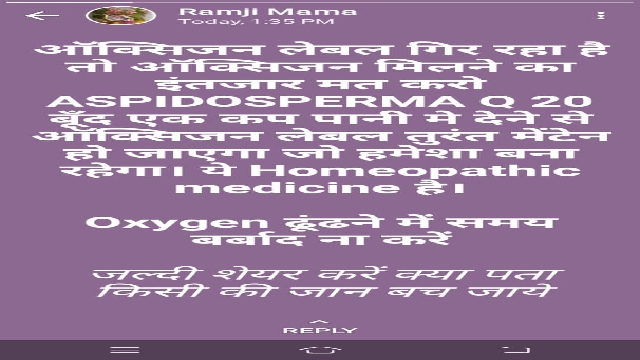 Ramji Mama
Today, 1:35 PM
ऑक्सिजन लेबल गिर रहा है
तो ऑक्सिजन मिलने का
इंतजार मत करो
ASPIDOSPERMA Q 20
बूँद एक कप पानी मे देने से
ऑक्सिजन लेबल तुरंत मेंटेन
हो जाएगा जो हमेशा बना
रहेगा। ये Homeopathic
medicine है।
Oxygen ढूंढने में समय
बर्बाद ना करें
जल्दी शेयर करें क्या पता
किसी की जान बच जाये
REPLY